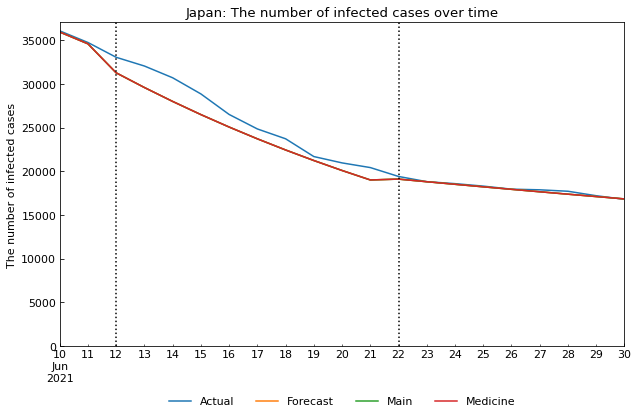 Japan: The number of infected cases over time
The number of infected cases
35000
30000
25000
20000
15000
10000
5000
0
10 11 12 13 14 15 16 17 18 19 20 21 22 23 24 25 26 27 28 29 30
Jun
2021
Actual Forecast Main Medicine